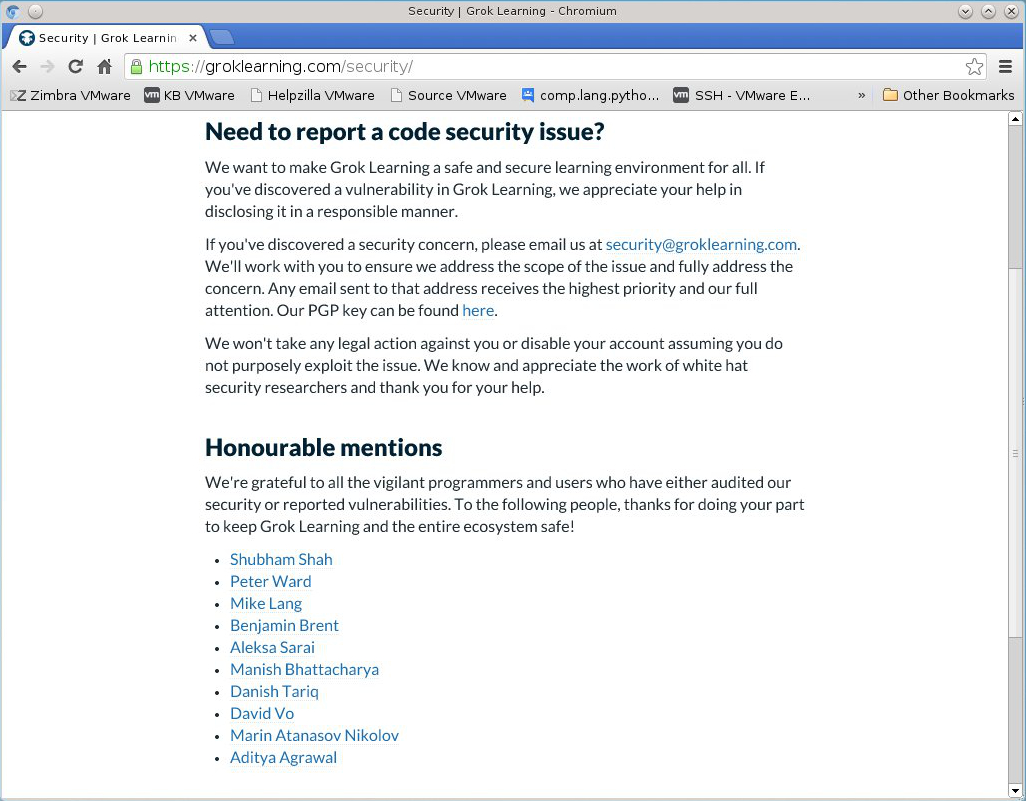 Security | Grok Learning - Chromium
Security | Grok Learnin
https://groklearning.com/security/
Zimbra VMware
vm KB VMware
Helpzilla VMware
Source VMware
comp.lang.pytho...
vm SSH - VMware E...
»
Other Bookmarks
Need to report a code security issue?
We want to make Grok Learning a safe and secure learning environment for all. If
you've discovered a vulnerability in Grok Learning, we appreciate your help in
disclosing it in a responsible manner.
If you've discovered a security concern, please email us at security@groklearning.com.
We'll work with you to ensure we address the scope of the issue and fully address the
concern. Any email sent to that address receives the highest priority and our full
attention. Our PGP key can be found here.
We won't take any legal action against you or disable your account assuming you do
not purposely exploit the issue. We know and appreciate the work of white hat
security researchers and thank you for your help.
Honourable mentions
We're grateful to all the vigilant programmers and users who have either audited our
security or reported vulnerabilities. To the following people, thanks for doing your part
to keep Grok Learning and the entire ecosystem safe!
• Shubham Shah
• Peter Ward
• Mike Lang
• Benjamin Brent
• Aleksa Sarai
• Manish Bhattacharya
• Danish Tariq
• David Vo
• Marin Atanasov Nikolov
• Aditya Agrawal